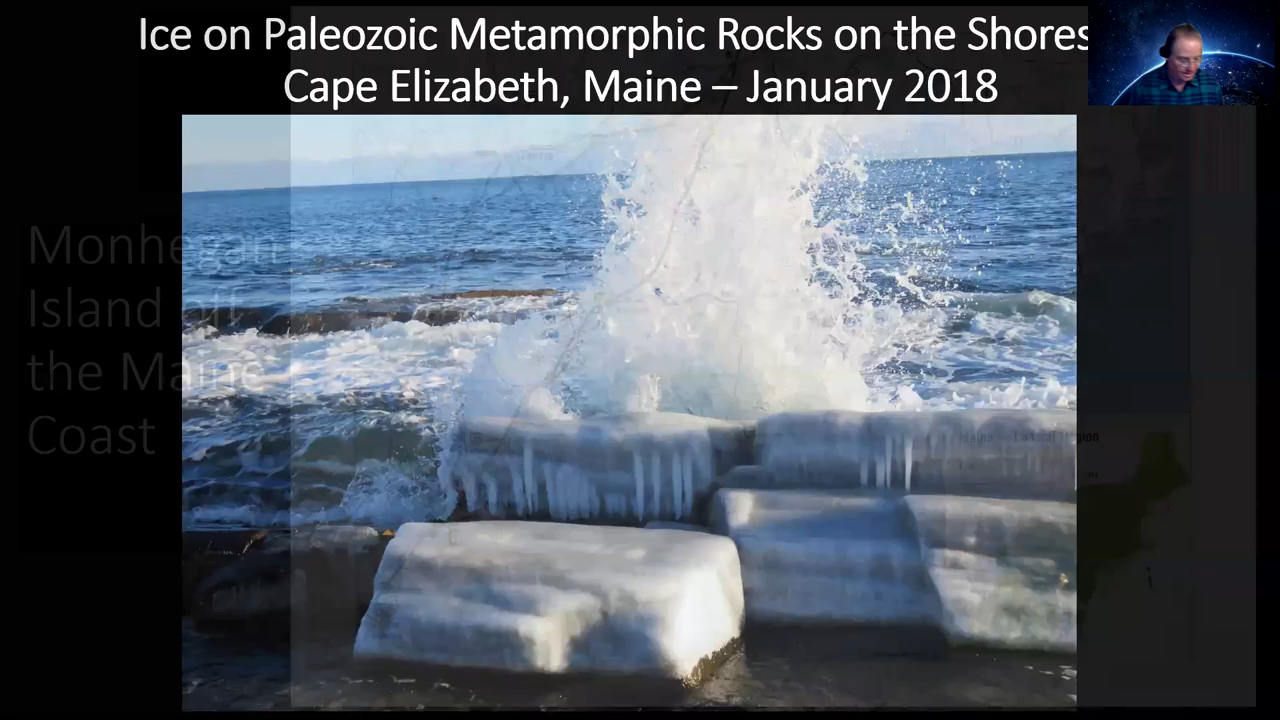 Ice on Paleozoic Metamorphic Rocks on the Shores
Cape Elizabeth, Maine – January 2018
Monhegan
Island off
the Maine
Coast